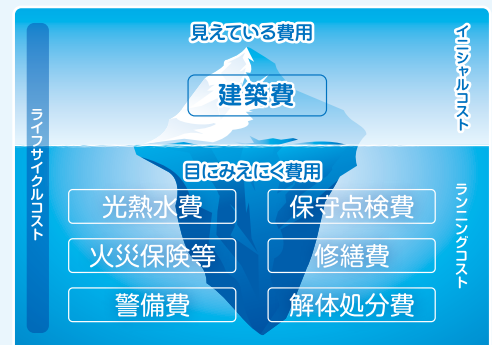 見えている費用
イニシャルコスト
建築費
ライフサイクルコスト
目にみえにく費用
光熱水費
保守点検費
ランニングコスト
火災保険等
修繕費
警備費
解体処分費